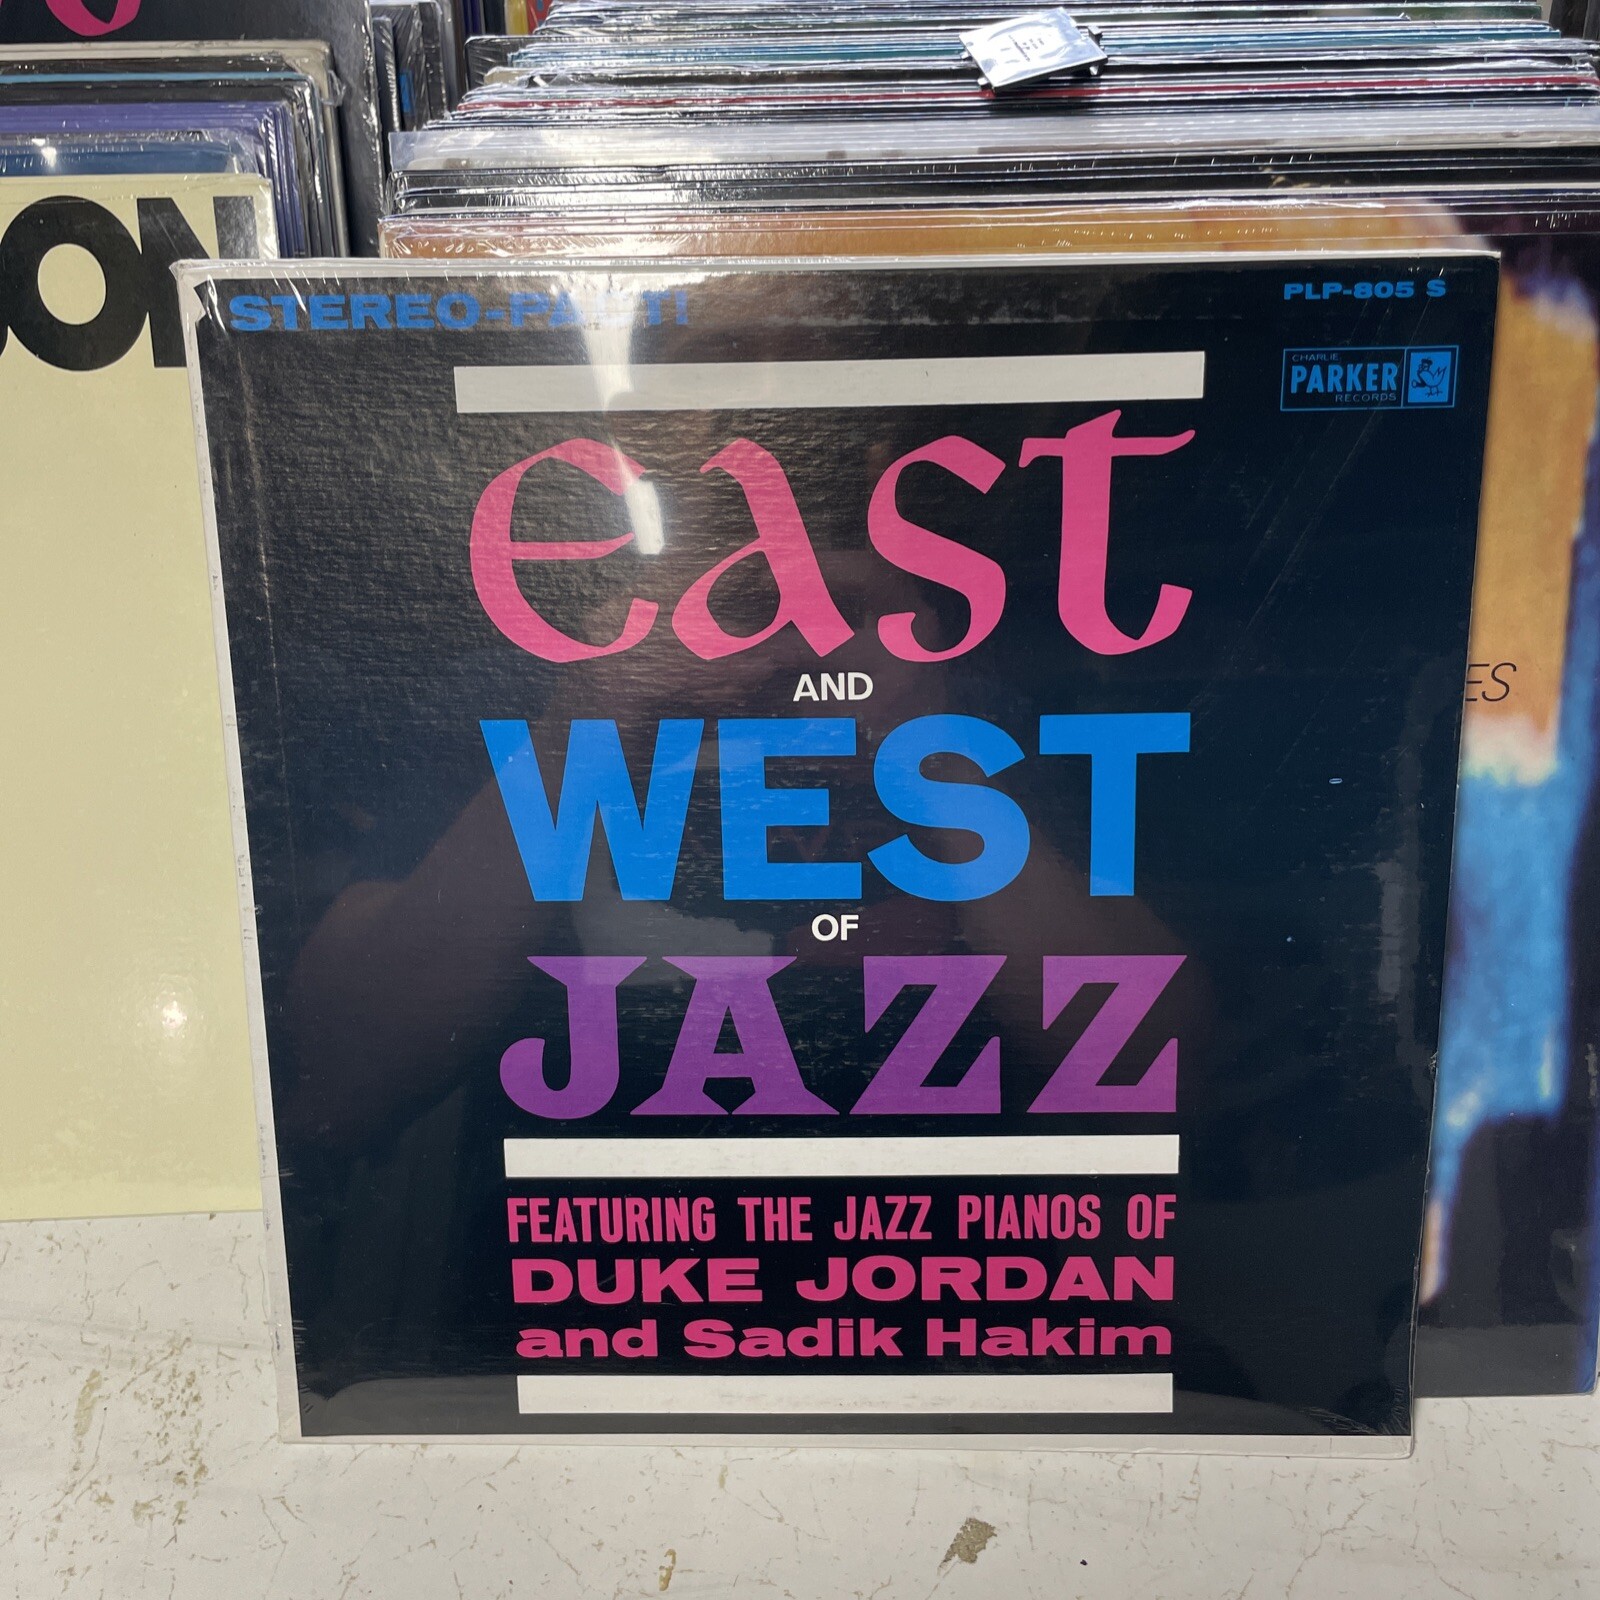 STEREO-PACT!
PLP-805 S
CHARLIE
PARKER
RECORDS
east
AND
WEST
OF
JAZZ
FEATURING THE JAZZ PIANOS OF
DUKE JORDAN
and Sadik Hakim